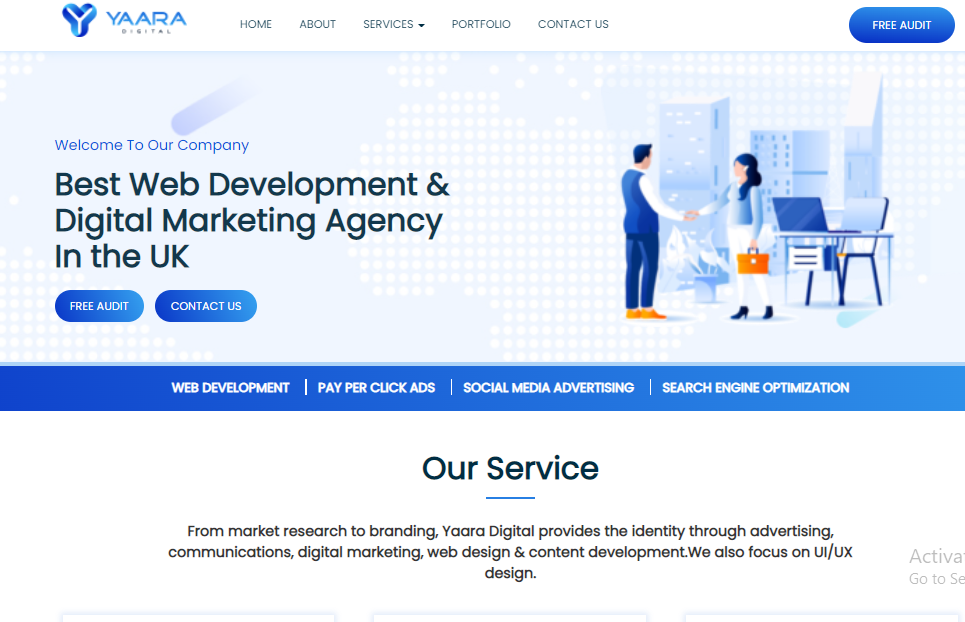 YAARA
DIGITAL
HOME ABOUT SERVICES PORTFOLIO CONTACT US
FREE AUDIT
Welcome To Our Company
Best Web Development &
Digital Marketing Agency
In the UK
FREE AUDIT CONTACT US
WEB DEVELOPMENT PAY PER CLICK ADS SOCIAL MEDIA ADVERTISING SEARCH ENGINE OPTIMIZATION
Our Service
From market research to branding, Yaara Digital provides the identity through advertising,
communications, digital marketing, web design & content development.We also focus on UI/UX
design.
Go to